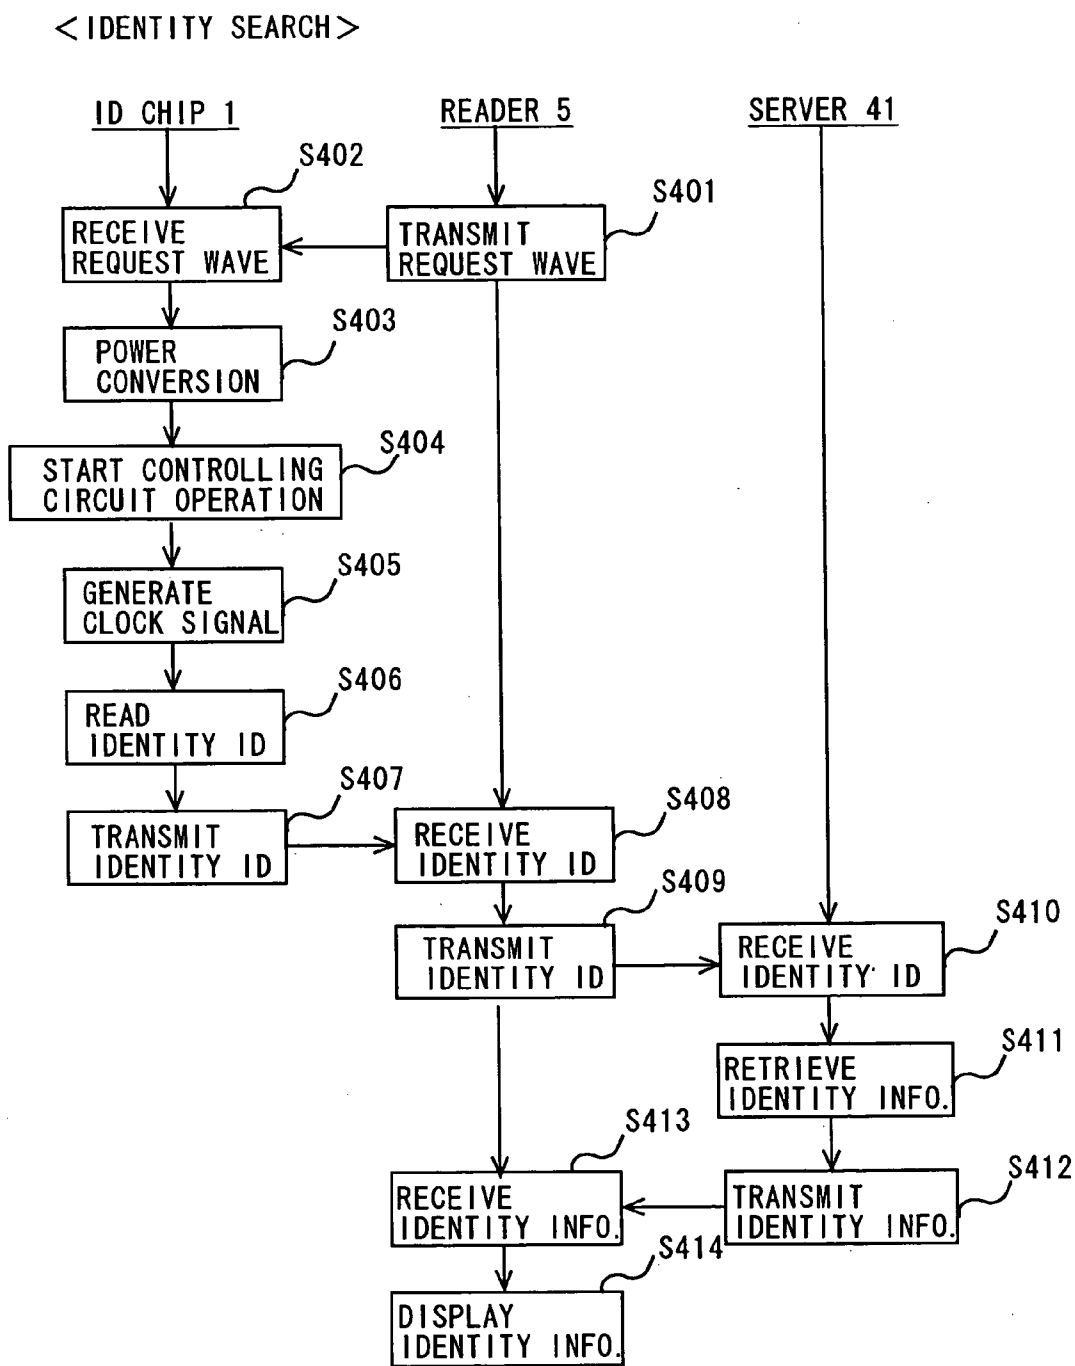 <IDENTITY SEARCH>
ID CHIP 1
READER 5
SERVER 41
S402
S401
RECEIVE
REQUEST WAVE
TRANSMIT
REQUEST WAVE
S403
POWER
CONVERSION
S404
START CONTROLLING
CIRCUIT OPERATION
S405
GENERATE
CLOCK SIGNAL
S406
READ
IDENTITY ID
S407
TRANSMIT
IDENTITY ID
S408
RECEIVE
IDENTITY ID
S409
TRANSMIT
IDENTITY ID
S410
RECEIVE
IDENTITY ID
S411
RETRIEVE
IDENTITY INFO.
S413
RECEIVE
IDENTITY INFO.
S412
TRANSMIT
IDENTITY INFO.
S414
DISPLAY
IDENTITY INFO.